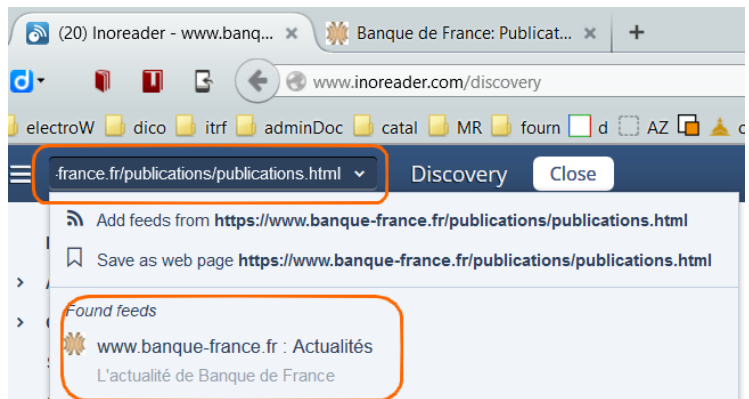 (20) Inoreader - www.banq...
Banque de France: Publicat...
www.inoreader.com/discovery
electroW dico itrf adminDoc catal MR fourn d AZ
-france.fr/publications/publications.html Discovery Close
Add feeds from https://www.banque-france.fr/publications/publications.html
Save as web page https://www.banque-france.fr/publications/publications.html
Found feeds
www.banque-france.fr : Actualités
L'actualité de Banque de France